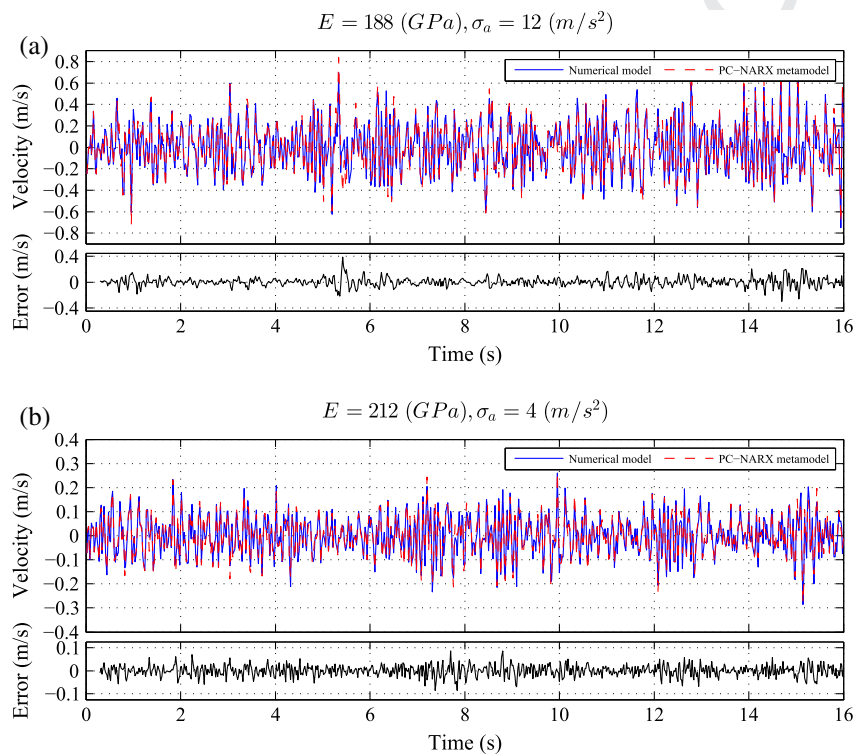 E = 188 (GPa), σₐ = 12 (m/s²)
(a)
Numerical model
PC−NARX metamodel
Velocity (m/s)
0.8
0.6
0.4
0.2
0
−0.2
−0.4
−0.6
−0.8
Error (m/s)
0.4
0
−0.4
0 2 4 6 8 10 12 14 16
Time (s)
E = 212 (GPa), σₐ = 4 (m/s²)
(b)
Numerical model
PC−NARX metamodel
Velocity (m/s)
0.4
0.3
0.2
0.1
0
−0.1
−0.2
−0.3
−0.4
Error (m/s)
0.1
0
−0.1
0 2 4 6 8 10 12 14 16
Time (s)